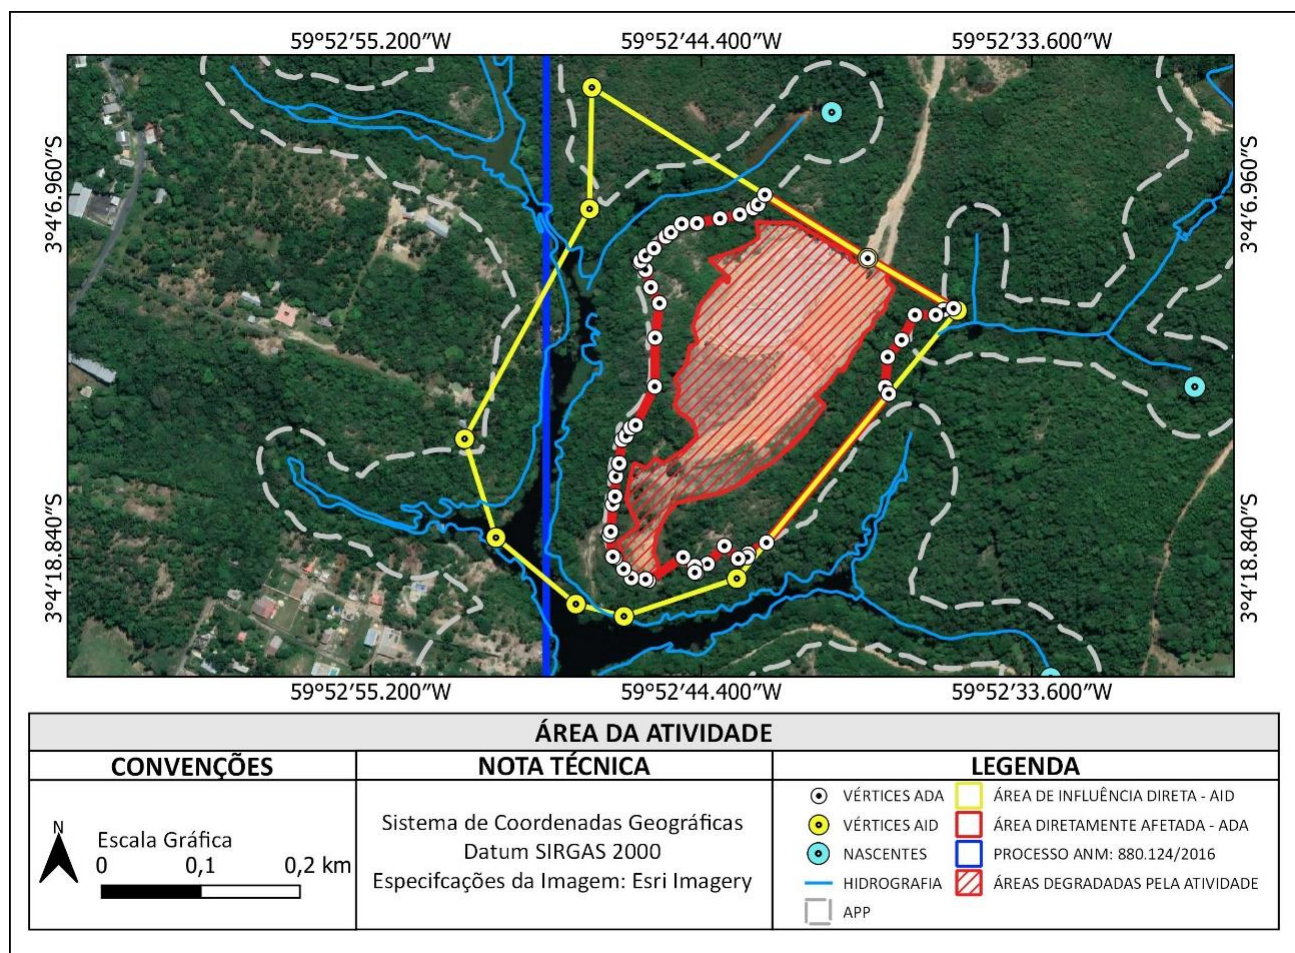 59°52′55.200″W 59°52′44.400″W 59°52′33.600″W
3°4′6.960″S 3°4′6.960″S
3°4′18.840″S 3°4′18.840″S
59°52′55.200″W 59°52′44.400″W 59°52′33.600″W
ÁREA DA ATIVIDADE
CONVENÇÕES
N
Escala Gráfica
0 0,1 0,2 km
NOTA TÉCNICA
Sistema de Coordenadas Geográficas
Datum SIRGAS 2000
Especifcações da Imagem: Esri Imagery
LEGENDA
VÉRTICES ADA
VÉRTICES AID
NASCENTES
HIDROGRAFIA
APP
ÁREA DE INFLUÊNCIA DIRETA - AID
ÁREA DIRETAMENTE AFETADA - ADA
PROCESSO ANM: 880.124/2016
ÁREAS DEGRADADAS PELA ATIVIDADE